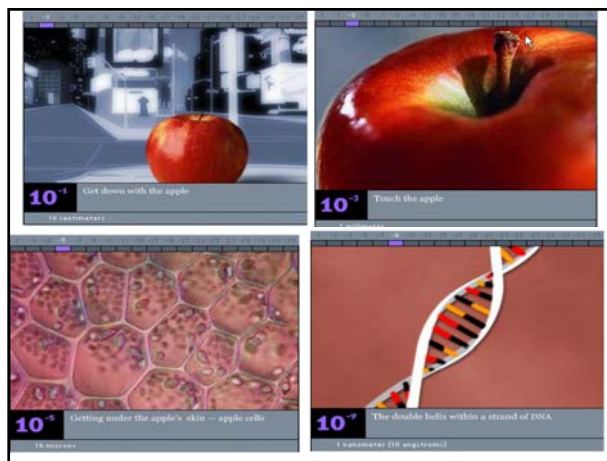 10⁻¹ Get down with the apple
10 centimeters
10⁻³ Touch the apple
1 millimeter
10⁻⁵ Getting under the apple's skin — apple cells
10 microns
10⁻⁹ The double helix within a strand of DNA
1 nanometer (10 angstroms)